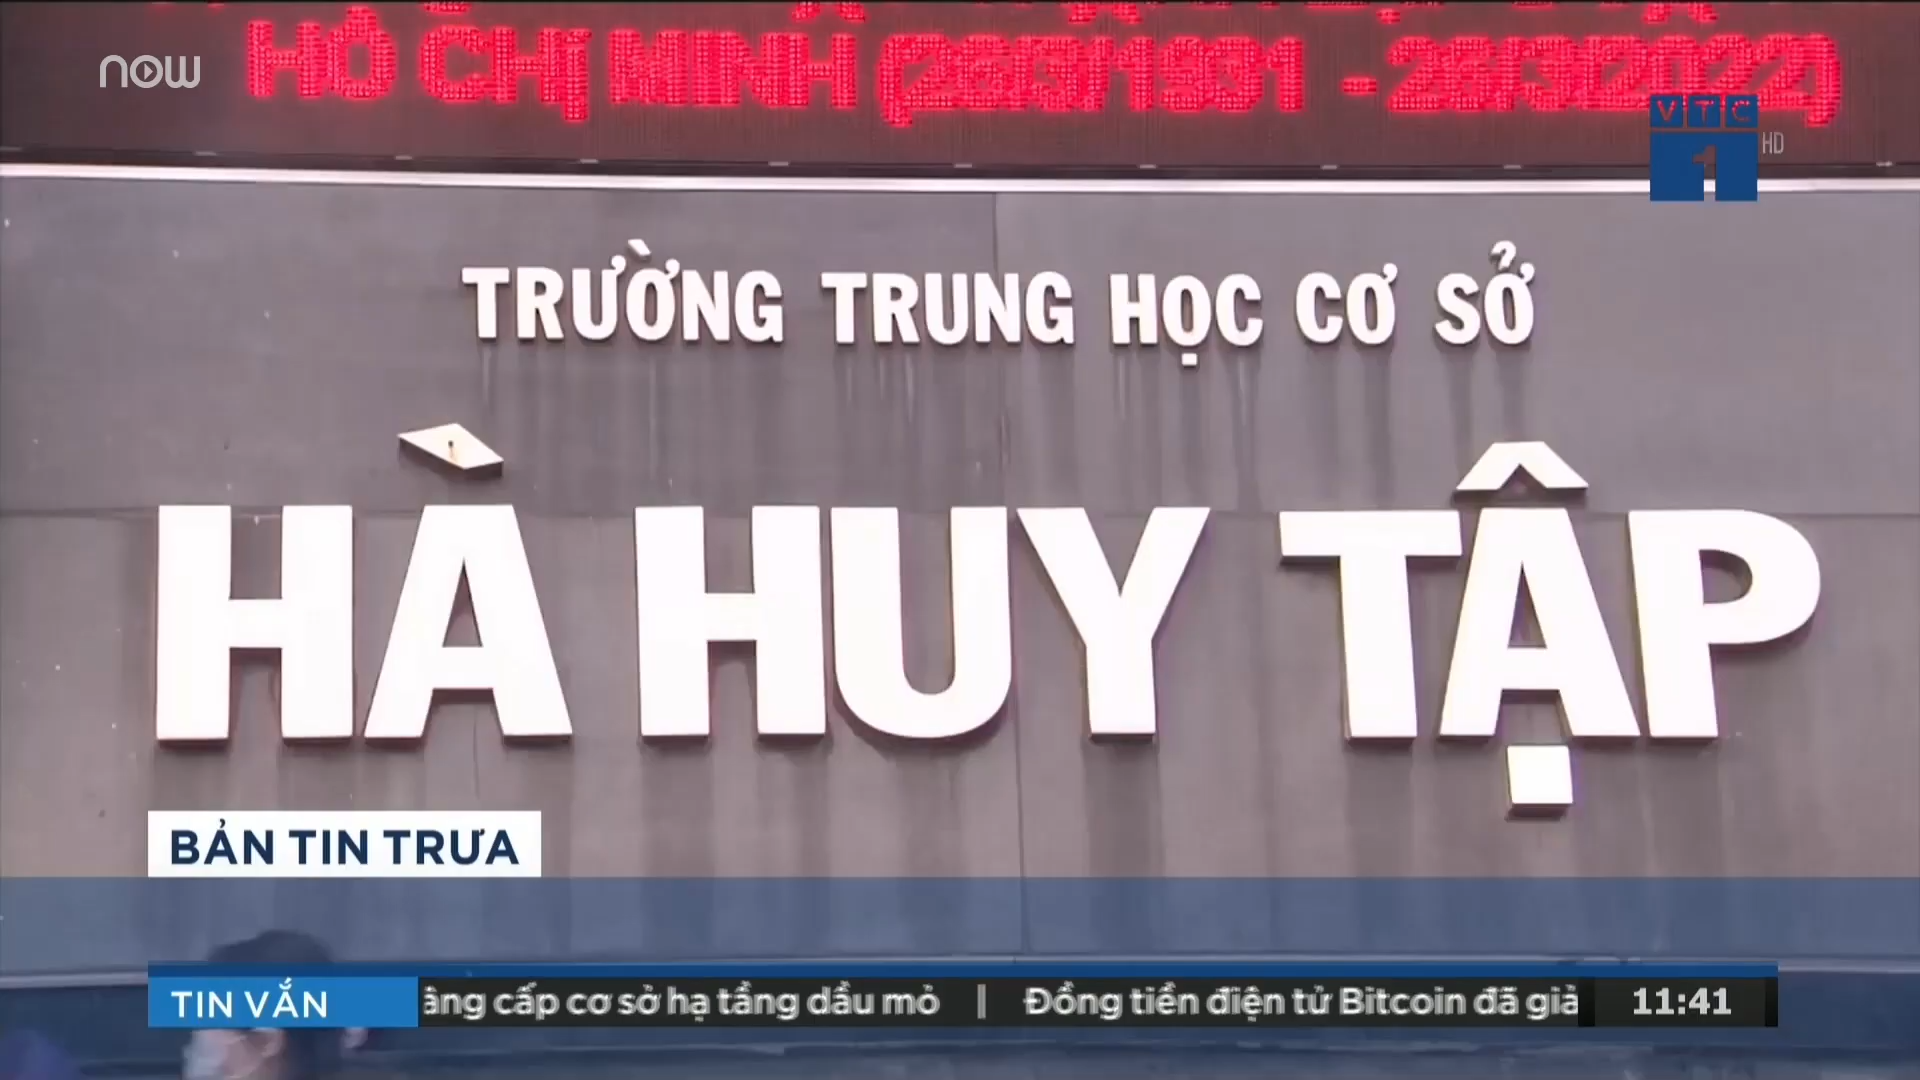 now
HỒ CHÍ MINH (26/3/1931 - 26/3/2022)
VTC
1
HD
TRƯỜNG TRUNG HỌC CƠ SỞ
HÀ HUY TẬP
BẢN TIN TRƯA
TIN VẮN
cấp cơ sở hạ tầng dầu mỏ | Đồng tiền điện tử Bitcoin đã
11:41